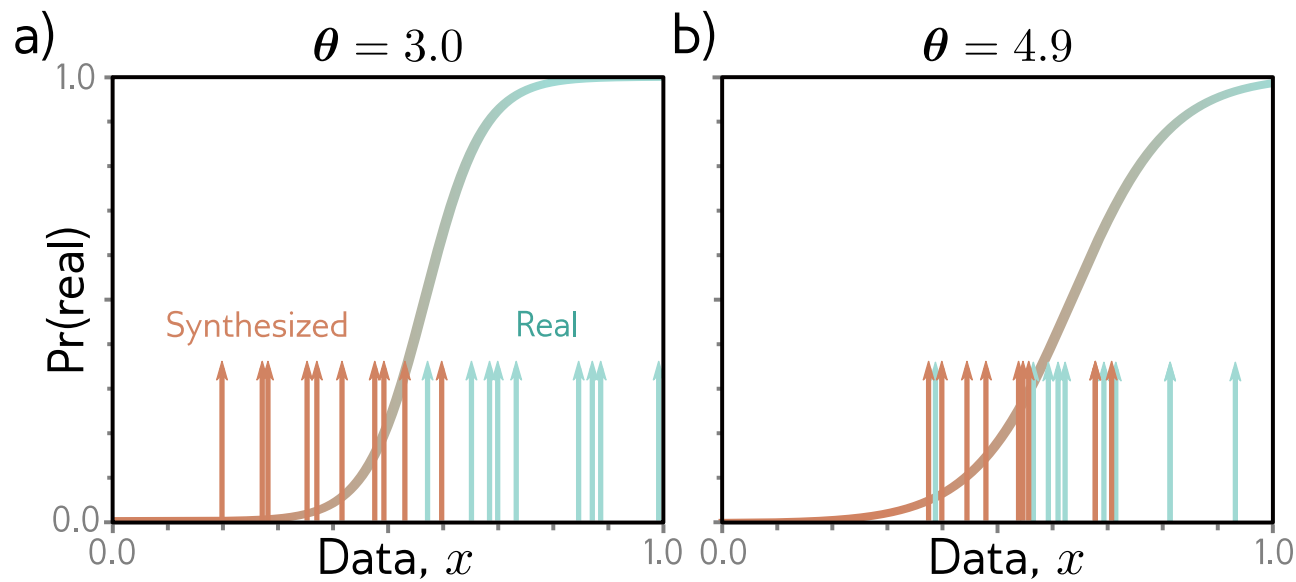 a)
θ = 3.0
b)
θ = 4.9
1.0
Pr(real)
Synthesized
Real
0.0
0.0
Data, x
1.0
0.0
Data, x
1.0